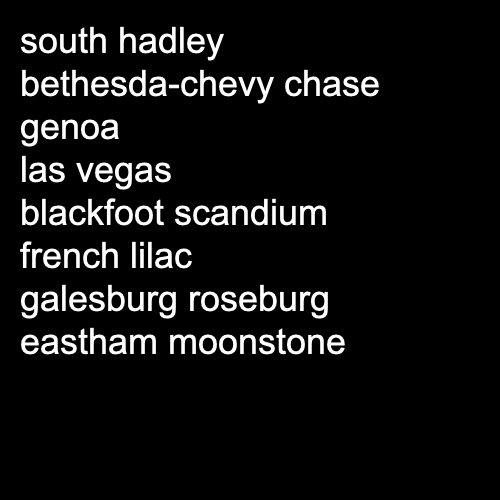 south hadley
bethesda-chevy chase
genoa
las vegas
blackfoot scandium
french lilac
galesburg roseburg
eastham moonstone